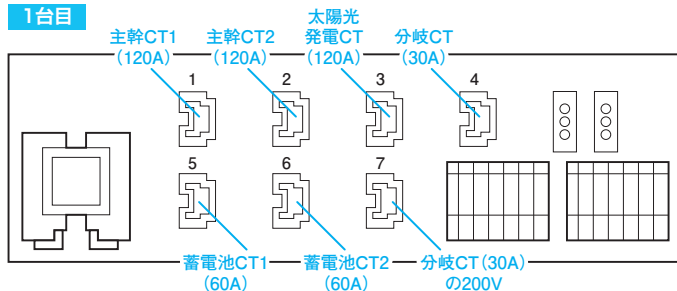 1台目
主幹CT1
(120A)
主幹CT2
(120A)
太陽光
発電CT
(120A)
分岐CT
(30A)
1
2
3
4
5
6
7
蓄電池CT1
(60A)
蓄電池CT2
(60A)
分岐CT(30A)
の200V